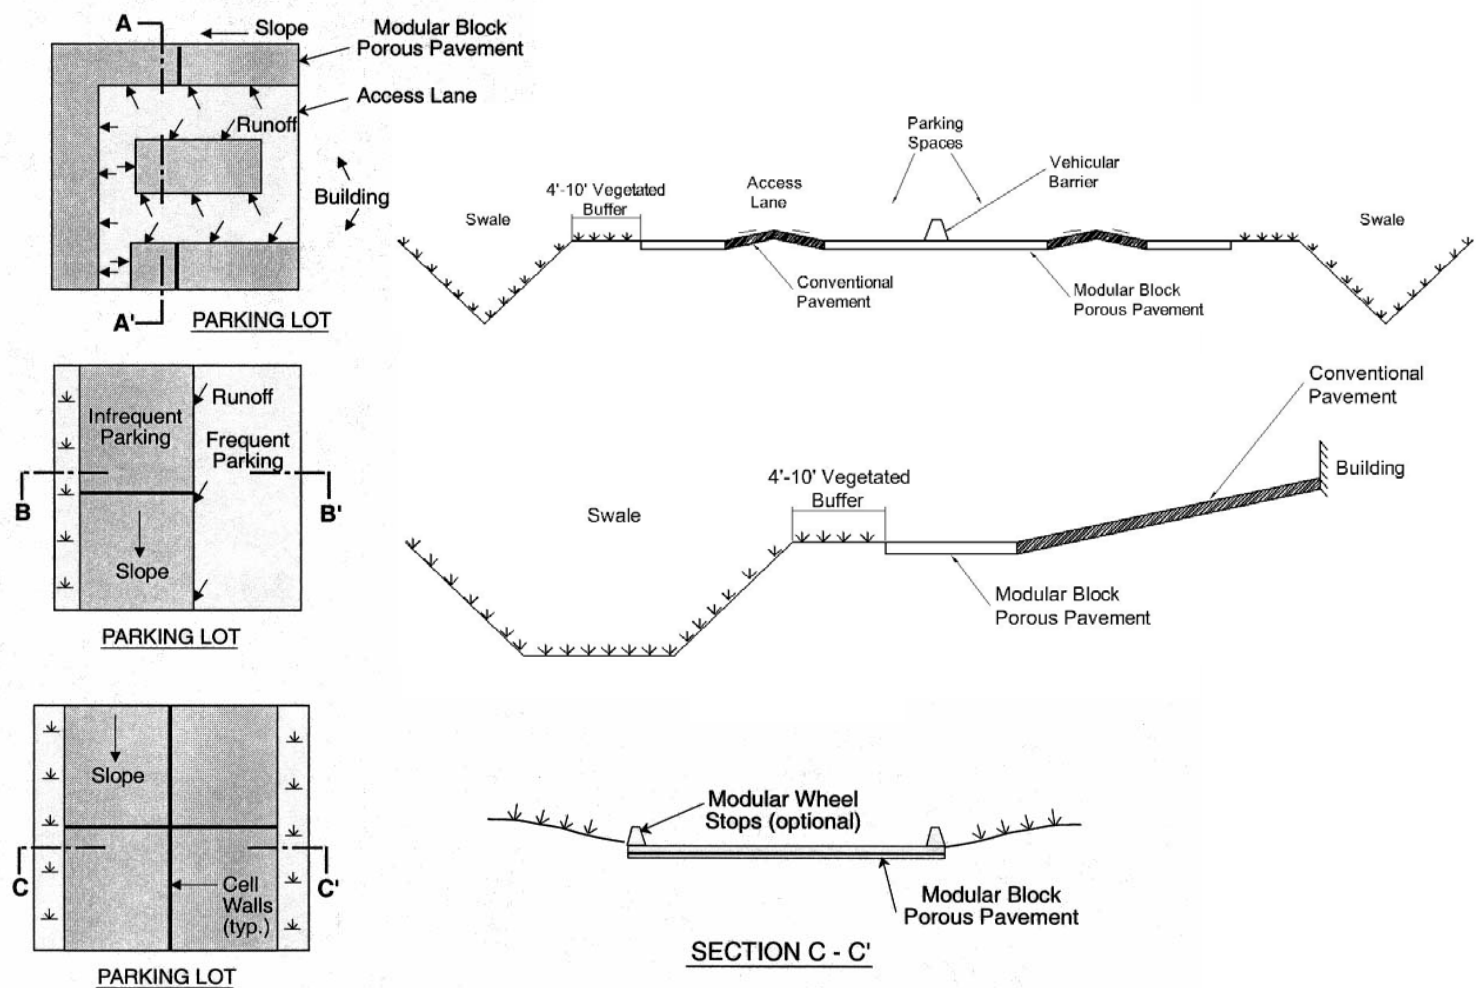 A
Slope
Modular Block
Porous Pavement
Access Lane
Runoff
Building
A'
PARKING LOT
Parking
Spaces
Vehicular
Barrier
4'-10' Vegetated
Buffer
Access
Lane
Swale
Swale
Conventional
Pavement
Modular Block
Porous Pavement
Infrequent
Parking
Runoff
Frequent
Parking
B
B'
Slope
PARKING LOT
Conventional
Pavement
Building
4'-10' Vegetated
Buffer
Swale
Modular Block
Porous Pavement
Slope
C
C'
Cell
Walls
(typ.)
PARKING LOT
Modular Wheel
Stops (optional)
Modular Block
Porous Pavement
SECTION C - C'